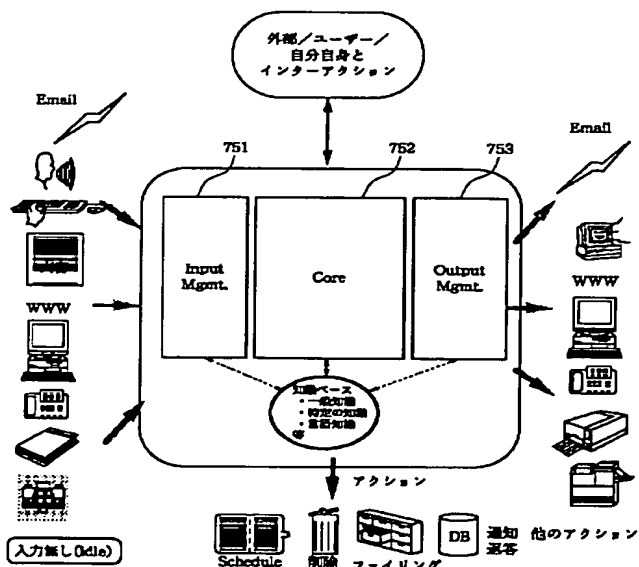 外部／ユーザー／
自分自身と
インターアクション
Email
Email
751
752
753
Input
Mgmt.
Core
Output
Mgmt.
WWW
WWW
知識ベース
・一般知識
・特定の知識
・言語知識
等
アクション
入力無し(Idle)
Schedule
削除
ファイリング
DB
通知
返答
他のアクション